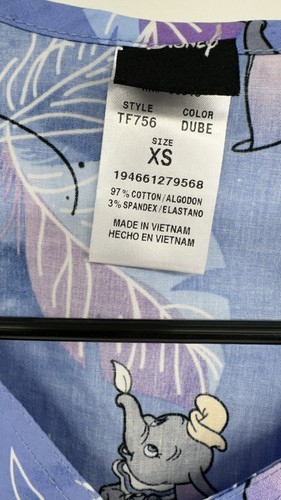 DISNEY
STYLE COLOR
TF756 DUBE
SIZE
XS
194661279568
97% COTTON/ALGODON
3% SPANDEX/ELASTANO
MADE IN VIETNAM
HECHO EN VIETNAM